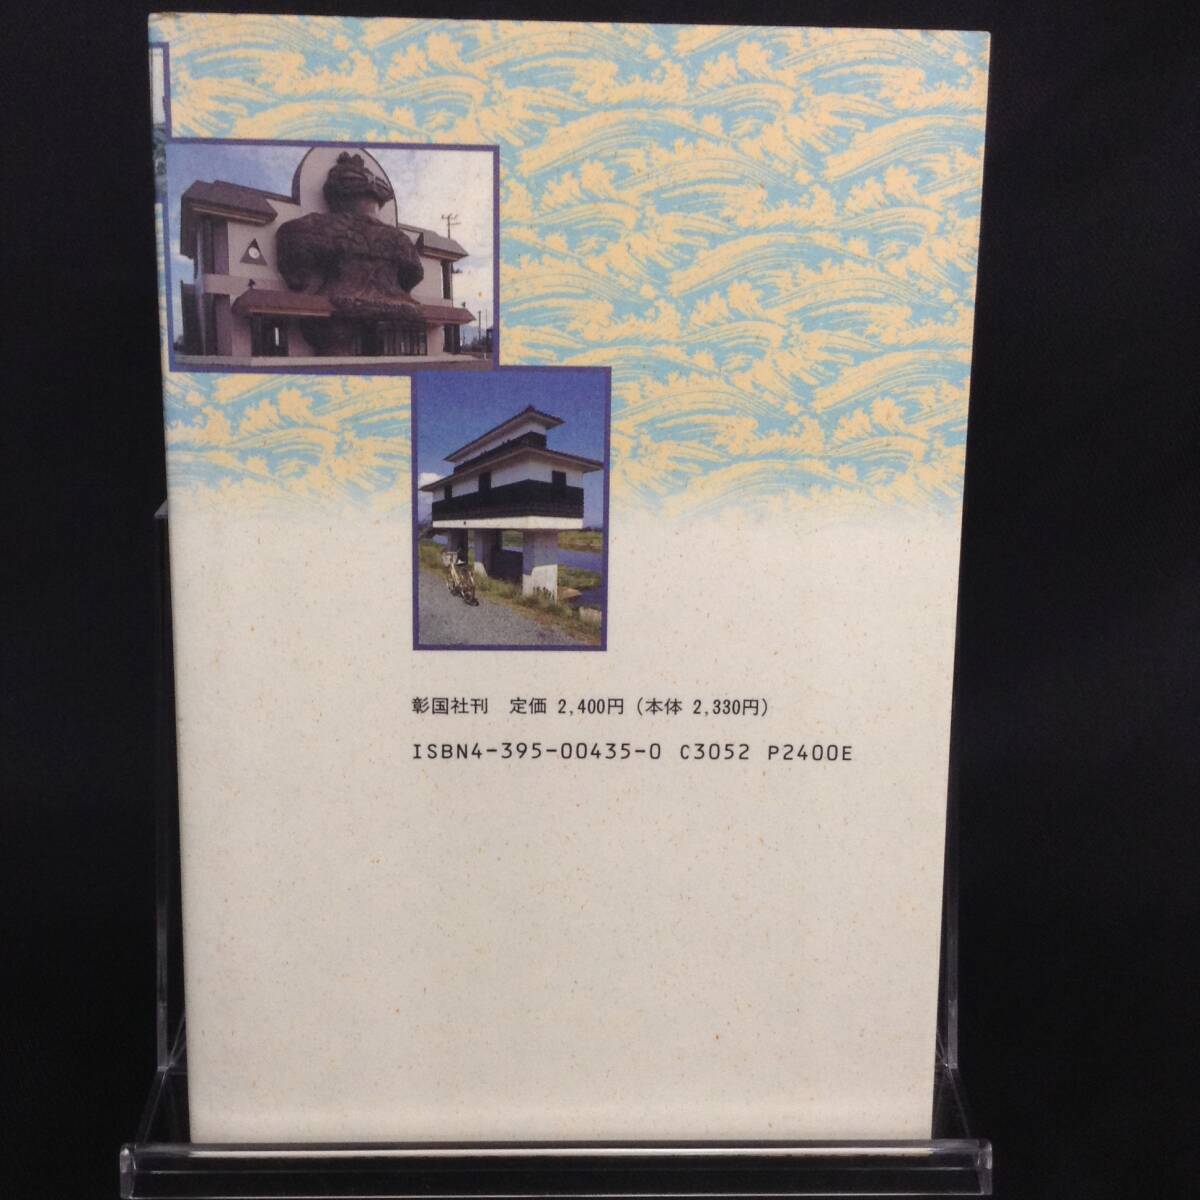 彰国社刊　定価 2,400円 (本体 2,330円)
ISBN4-395-00435-0 C3052 P2400E